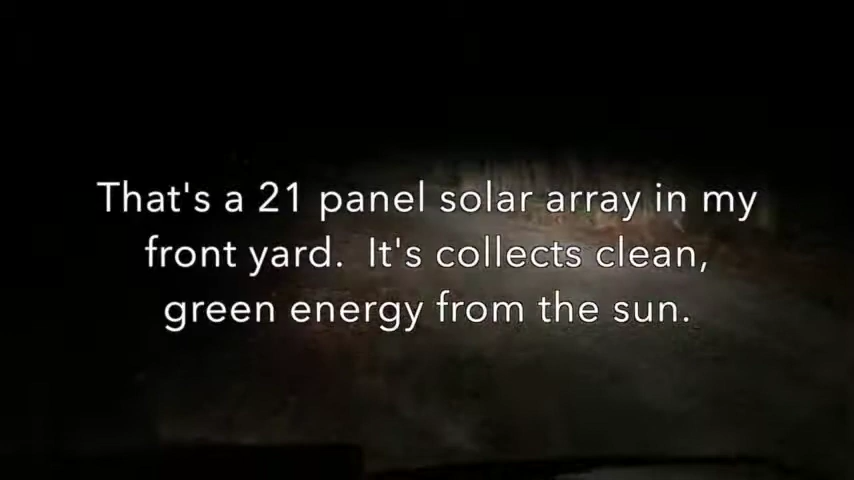 That's a 21 panel solar array in my
front yard.  It's collects clean,
green energy from the sun.